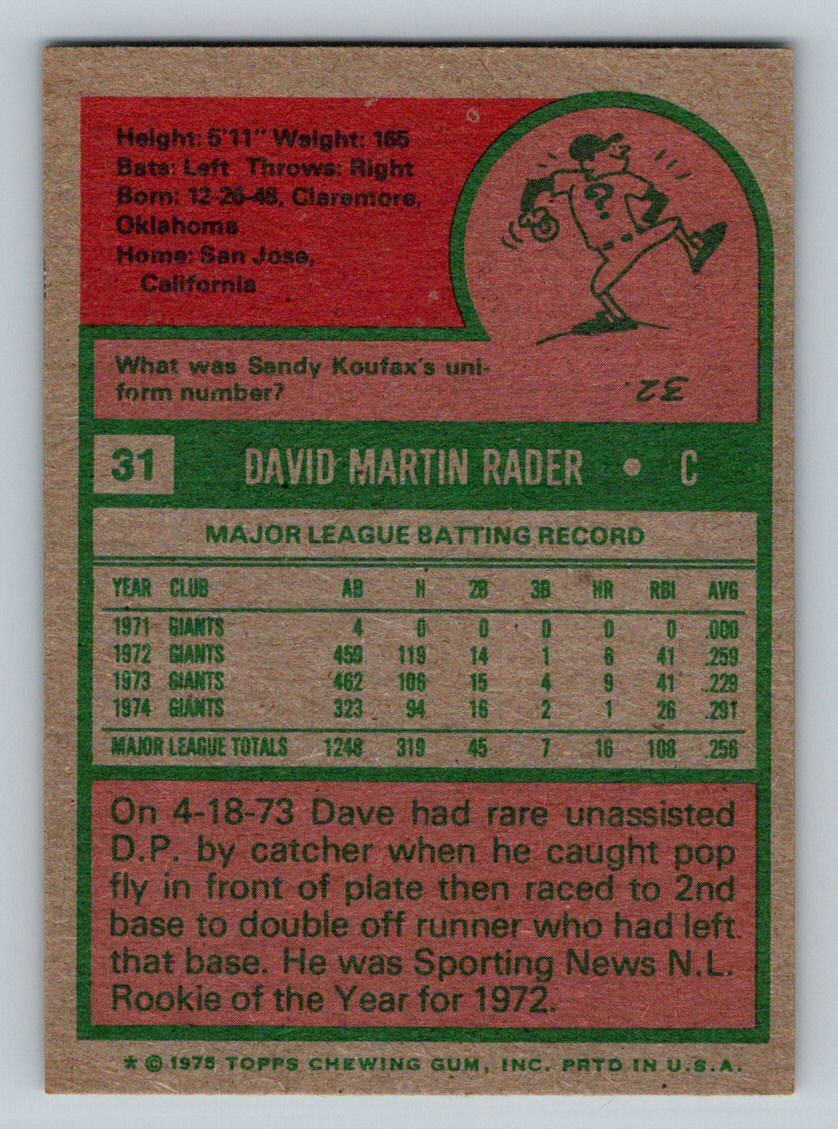 Height: 5'11" Weight: 165
Bats: Left Throws: Right
Born: 12-26-48, Claremore,
Oklahoma
Home: San Jose,
California
What was Sandy Koufax's uni-
form number?
32.
31 DAVID MARTIN RADER • C
MAJOR LEAGUE BATTING RECORD
YEAR CLUB AB H 2B 3B HR RBI AVG
1971 GIANTS 4 0 0 0 0 0 .000
1972 GIANTS 459 119 14 1 6 41 .259
1973 GIANTS 462 106 15 4 9 41 .229
1974 GIANTS 323 94 16 2 1 26 .291
MAJOR LEAGUE TOTALS 1248 319 45 7 16 108 .256
On 4-18-73 Dave had rare unassisted
D.P. by catcher when he caught pop
fly in front of plate then raced to 2nd
base to double off runner who had left
that base. He was Sporting News N.L.
Rookie of the Year for 1972.
* © 1975 TOPPS CHEWING GUM, INC. PRTD IN U.S.A.